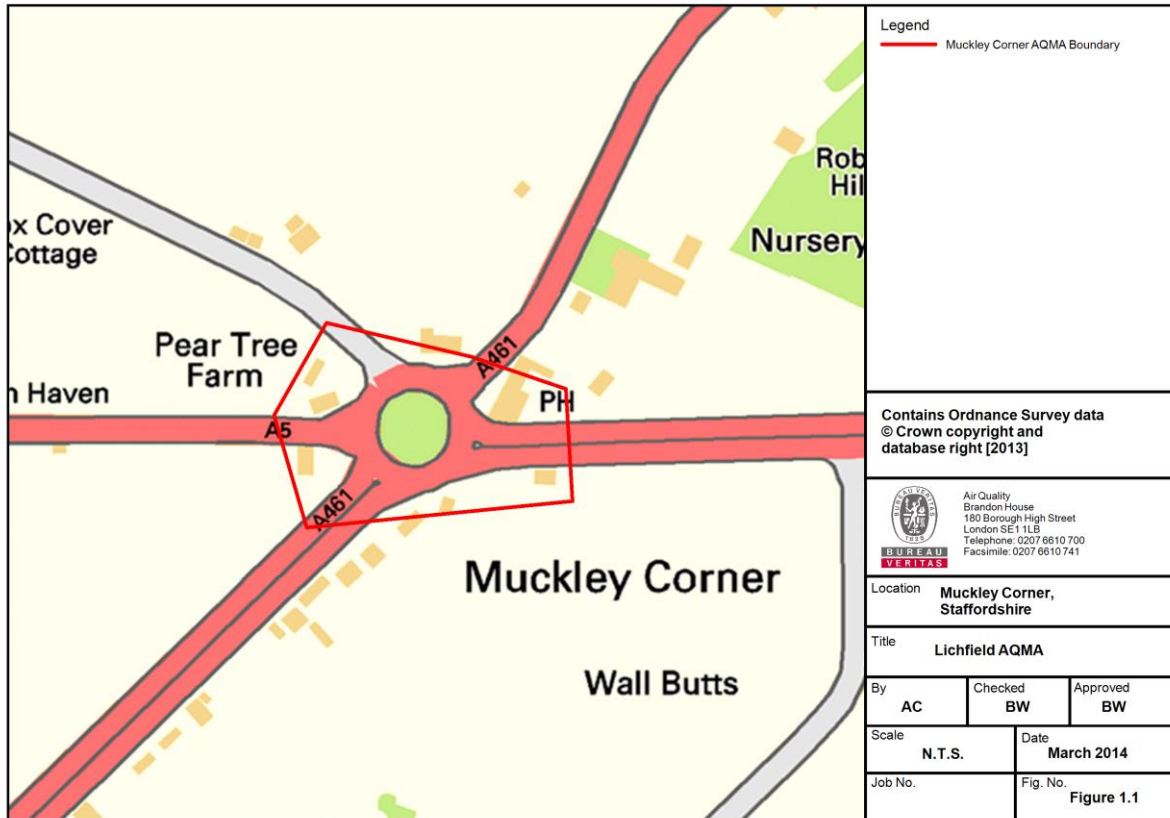 Rob
Hil
Nursery
ox Cover
Cottage
Pear Tree
Farm
A461
n Haven
PH
A5
A461
Muckley Corner
Wall Butts
Legend
Muckley Corner AQMA Boundary
Contains Ordnance Survey data
© Crown copyright and
database right [2013]
BUREAU VERITAS
1828
BUREAU
VERITAS
Air Quality
Brandon House
180 Borough High Street
London SE1 1LB
Telephone: 0207 6610 700
Facsimile: 0207 6610 741
Location
Muckley Corner,
Staffordshire
Title
Lichfield AQMA
By
AC
Checked
BW
Approved
BW
Scale
N.T.S.
Date
March 2014
Job No.
Fig. No.
Figure 1.1